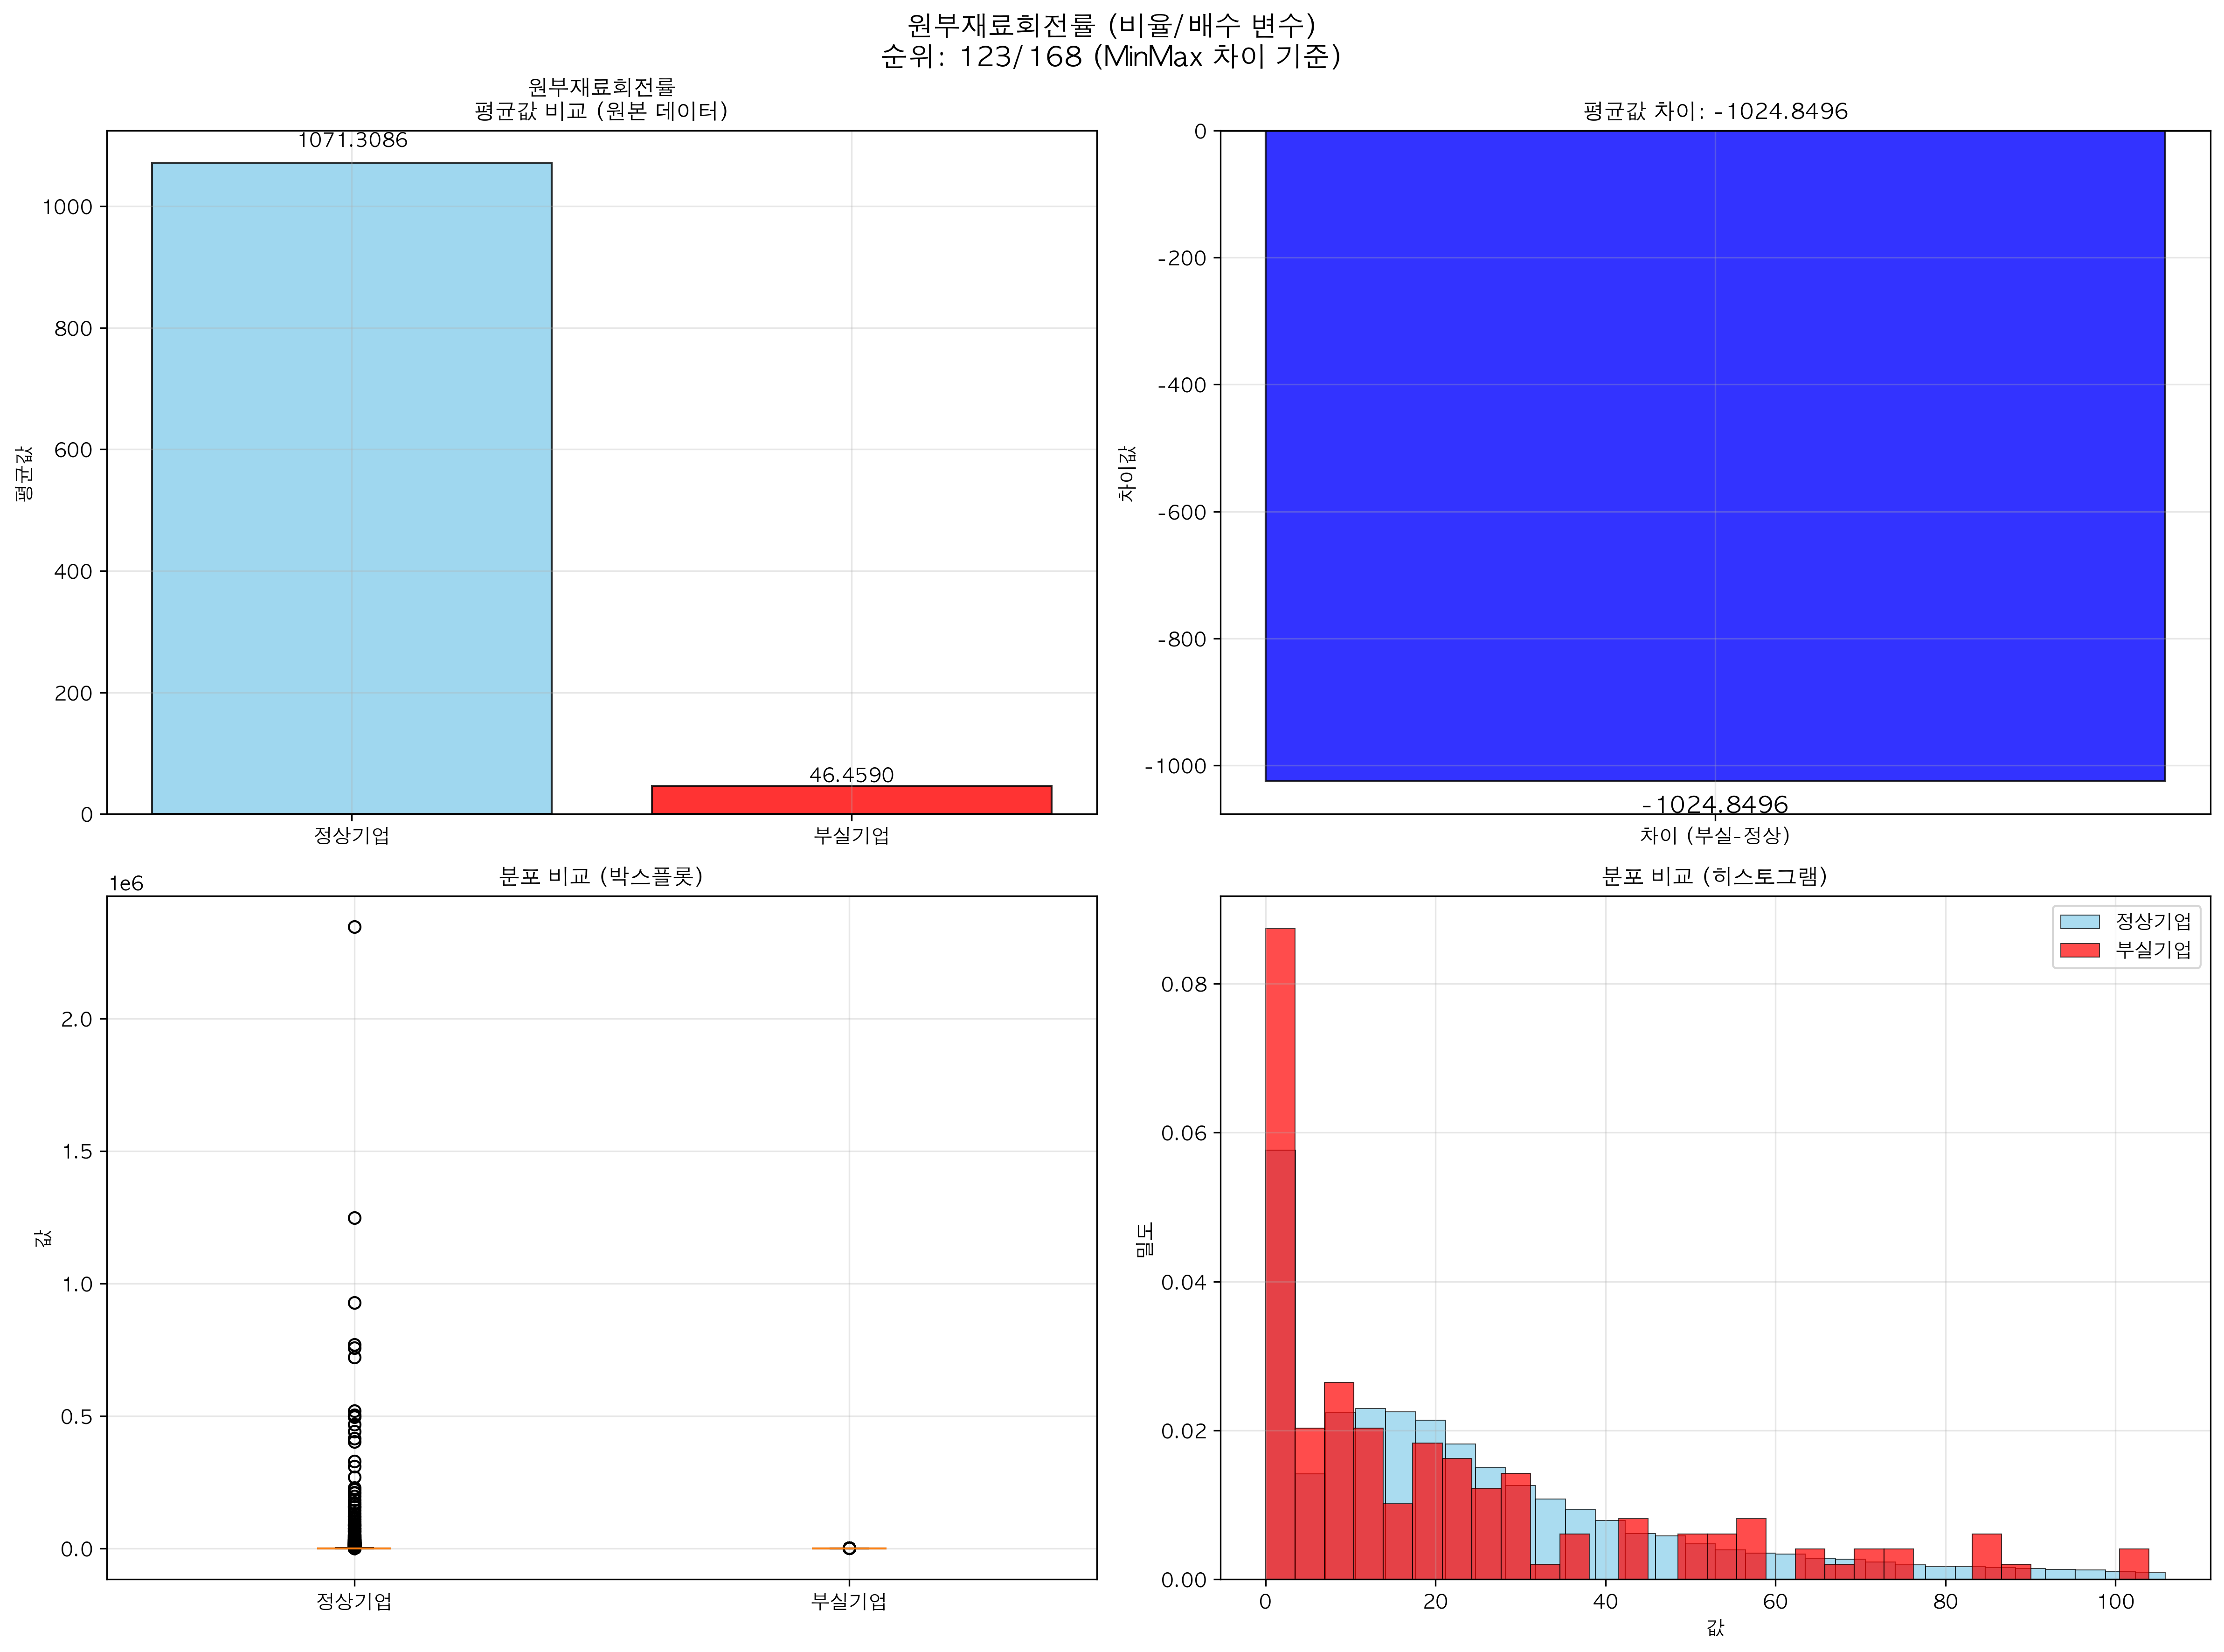 원부재료회전률 (비율/배수 변수)
순위: 123/168 (MinMax 차이 기준)
원부재료회전률
평균값 비교 (원본 데이터)
1071.3086
46.4590
1000
800
600
400
200
0
평균값
정상기업
부실기업
평균값 차이: -1024.8496
0
-200
-400
-600
-800
-1000
차이값
-1024.8496
차이 (부실-정상)
분포 비교 (박스플롯)
1e6
2.0
1.5
1.0
0.5
0.0
값
정상기업
부실기업
분포 비교 (히스토그램)
정상기업
부실기업
0.08
0.06
0.04
0.02
0.00
밀도
0
20
40
60
80
100
값